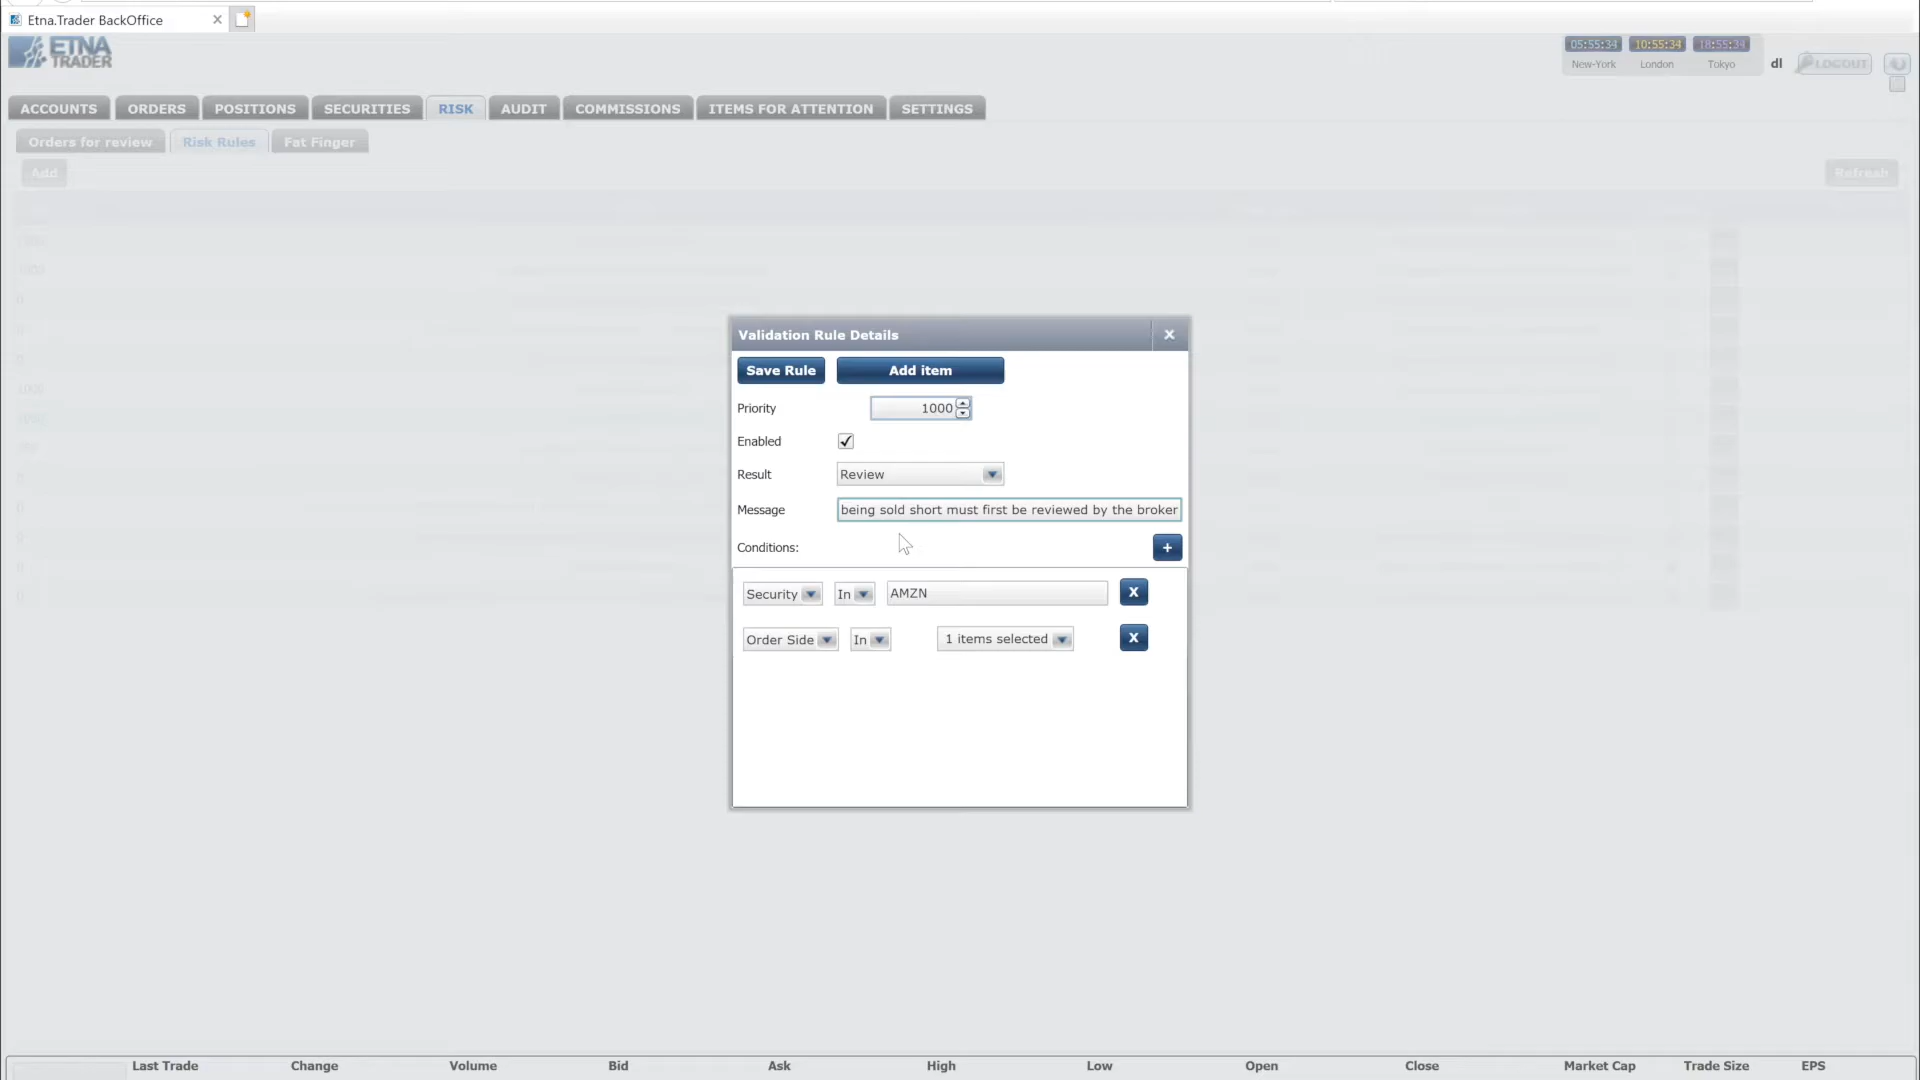 Etna.Trader BackOffice
ETNA
TRADER
05:55:34 10:55:34 18:55:34
New-York London Tokyo
dl
LOGOUT
ACCOUNTS ORDERS POSITIONS SECURITIES RISK AUDIT COMMISSIONS ITEMS FOR ATTENTION SETTINGS
Orders for review Risk Rules Fat Finger
Add Refresh
Validation Rule Details
Save Rule Add item
Priority 1000
Enabled
Result Review
Message being sold short must first be reviewed by the broker
Conditions: +
Security In AMZN X
Order Side In 1 items selected X
Last Trade Change Volume Bid Ask High Low Open Close Market Cap Trade Size EPS